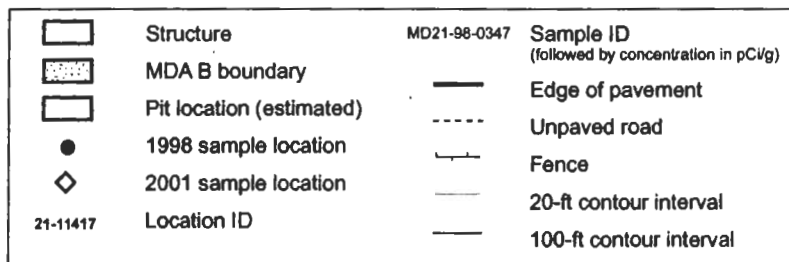 Structure
MDA B boundary
Pit location (estimated)
1998 sample location
2001 sample location
21-11417 Location ID
MD21-98-0347 Sample ID
(followed by concentration in pCi/g)
Edge of pavement
Unpaved road
Fence
20-ft contour interval
100-ft contour interval